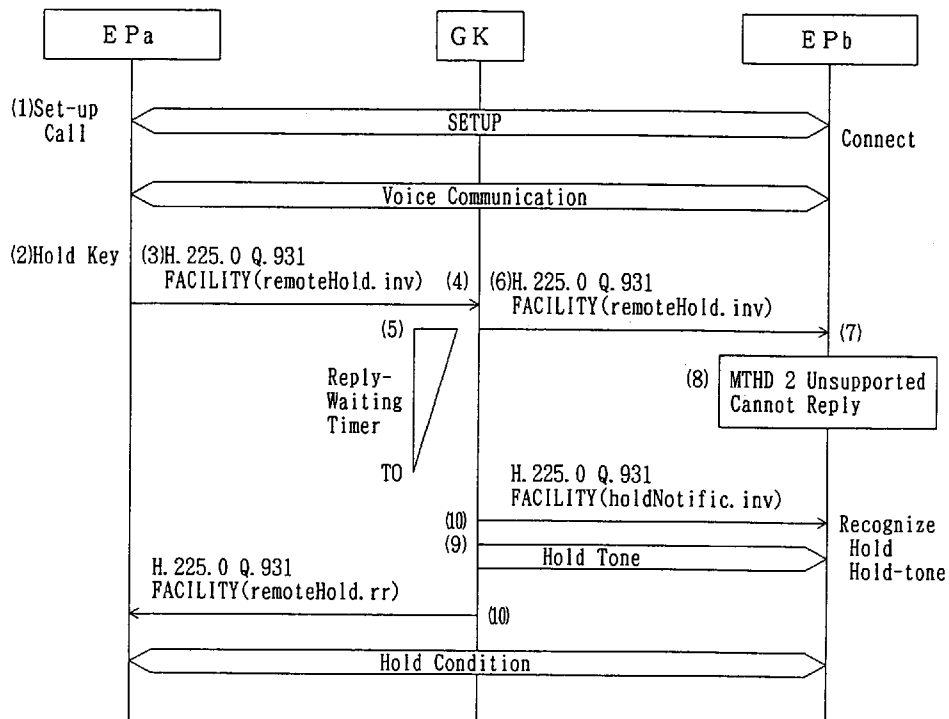 EPa
GK
EPb
(1)Set-up
Call
SETUP
Connect
Voice Communication
(2)Hold Key
(3)H.225.0 Q.931
FACILITY(remoteHold.inv)
(4)
(6)H.225.0 Q.931
FACILITY(remoteHold.inv)
(5)
(7)
Reply-
Waiting
Timer
TO
(8)
MTHD 2 Unsupported
Cannot Reply
H.225.0 Q.931
FACILITY(holdNotific.inv)
(10)
Recognize
Hold
Hold-tone
(9)
Hold Tone
H.225.0 Q.931
FACILITY(remoteHold.rr)
(10)
Hold Condition